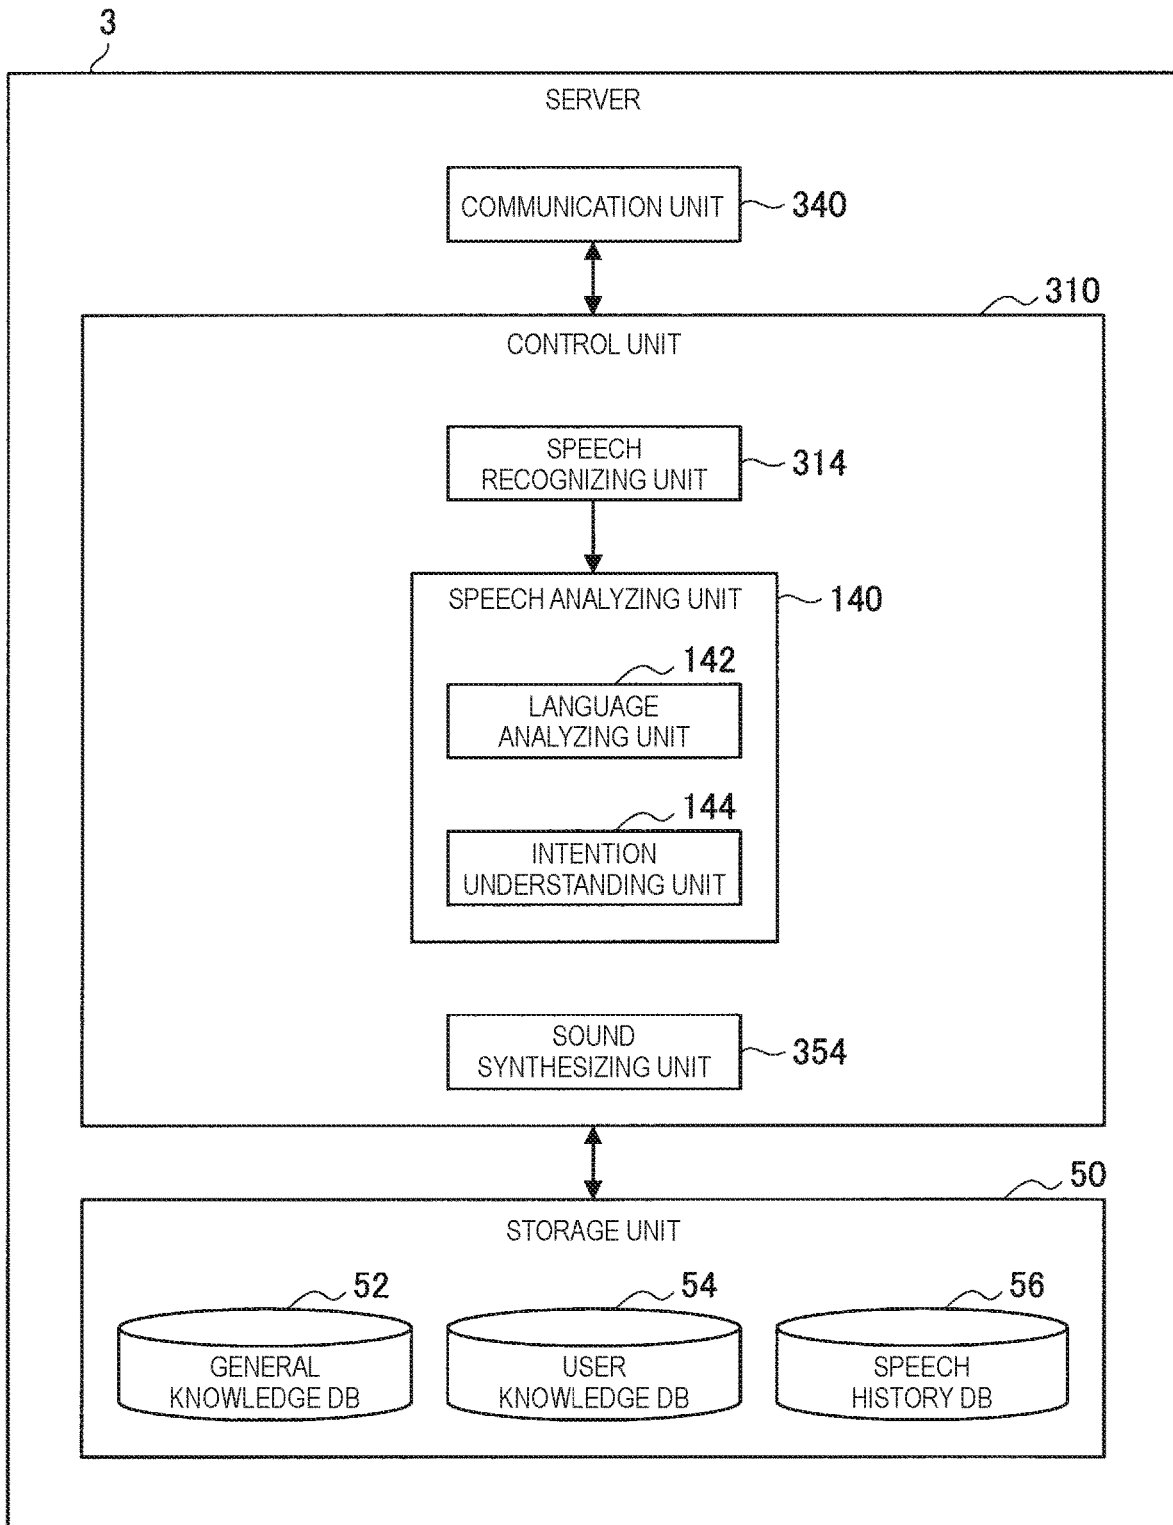 3
SERVER
COMMUNICATION UNIT
340
310
CONTROL UNIT
SPEECH
RECOGNIZING UNIT
314
SPEECH ANALYZING UNIT
140
142
LANGUAGE
ANALYZING UNIT
144
INTENTION
UNDERSTANDING UNIT
SOUND
SYNTHESIZING UNIT
354
50
STORAGE UNIT
52
GENERAL
KNOWLEDGE DB
54
USER
KNOWLEDGE DB
56
SPEECH
HISTORY DB